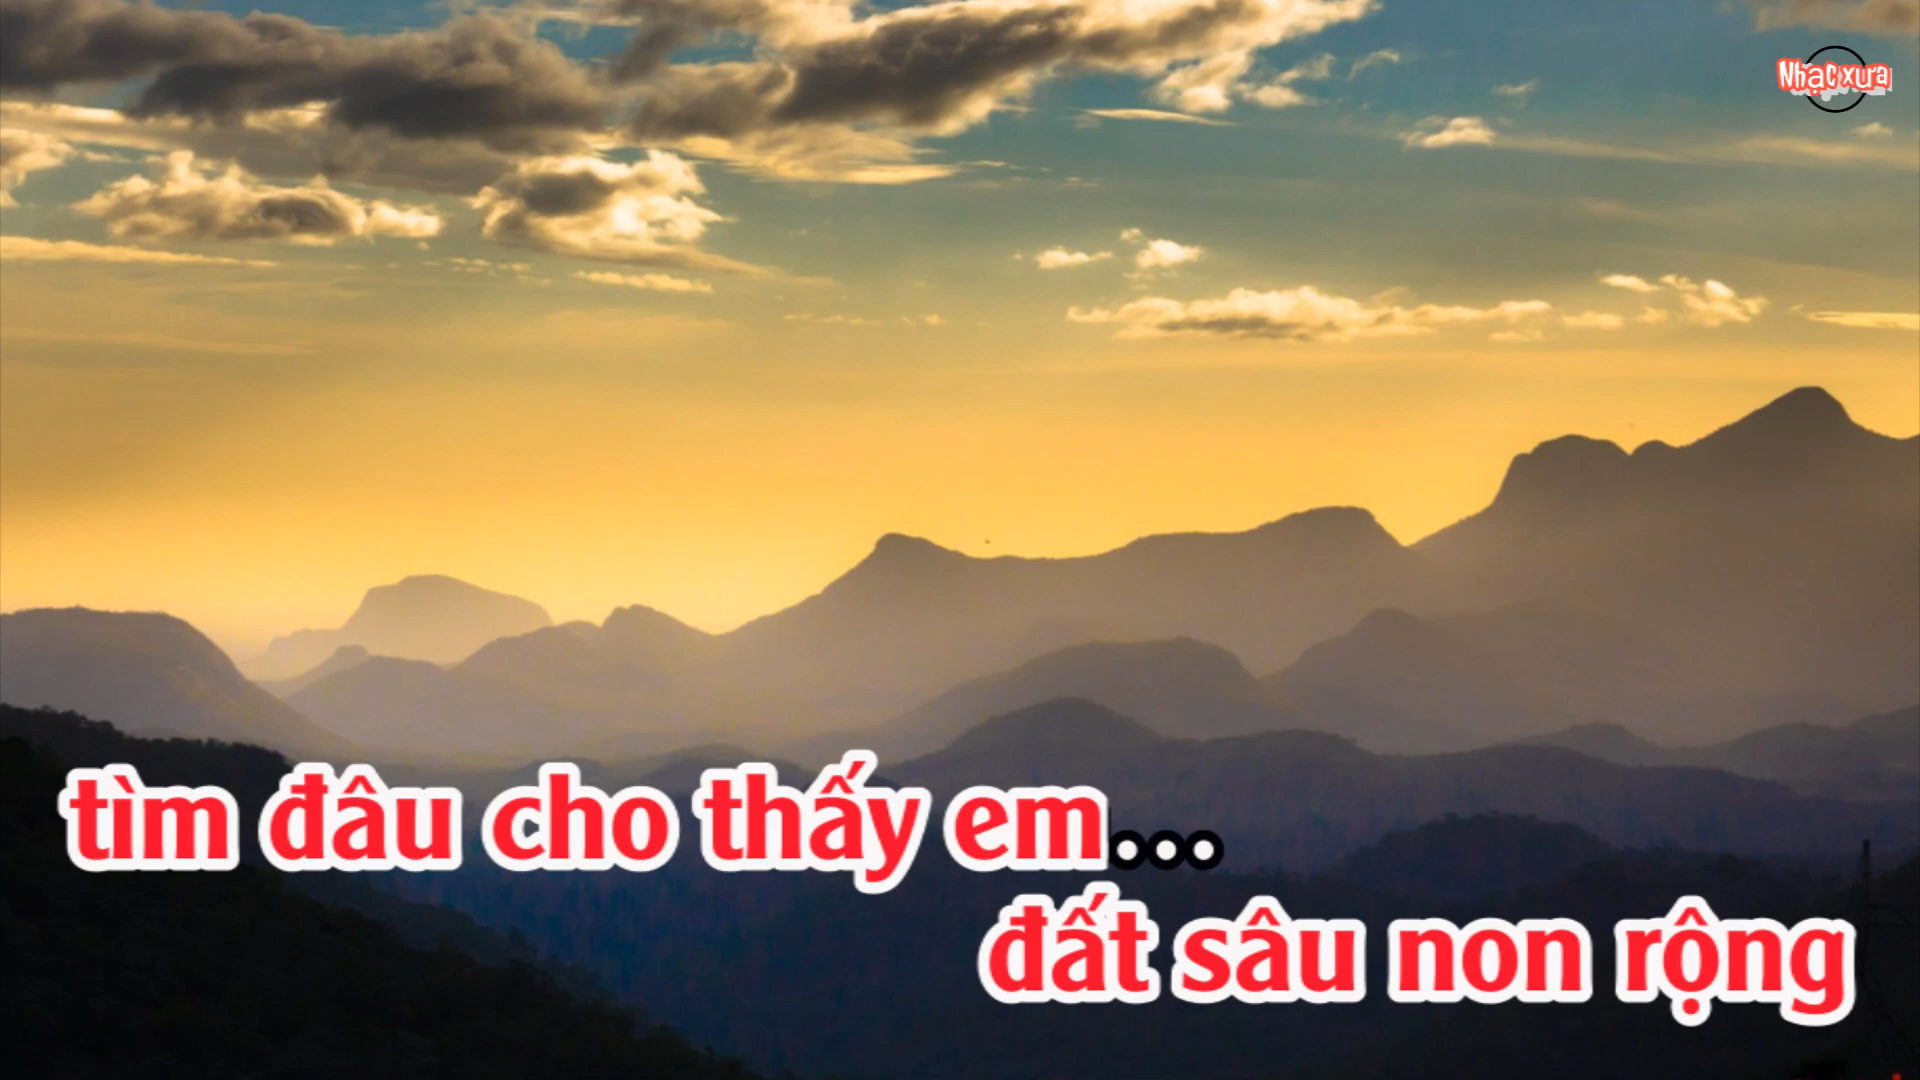 Nhạc xưa
tìm đâu cho thấy em...
đất sâu non rộng